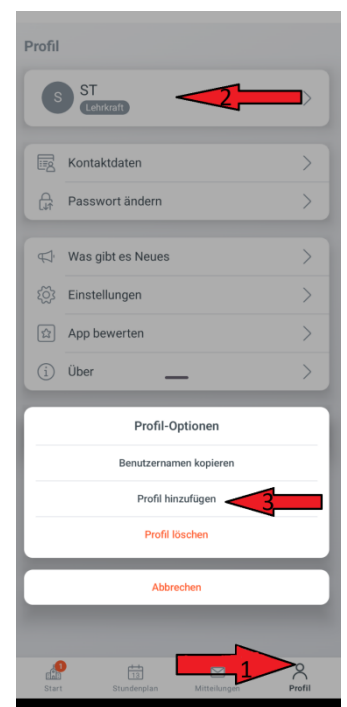 Profil
S
ST
Lehrkraft
2
Kontaktdaten
Passwort ändern
Was gibt es Neues
Einstellungen
App bewerten
Über
Profil-Optionen
Benutzernamen kopieren
Profil hinzufügen
3
Profil löschen
Abbrechen
1
1
Start
Stundenplan
Mitteilungen
Profil